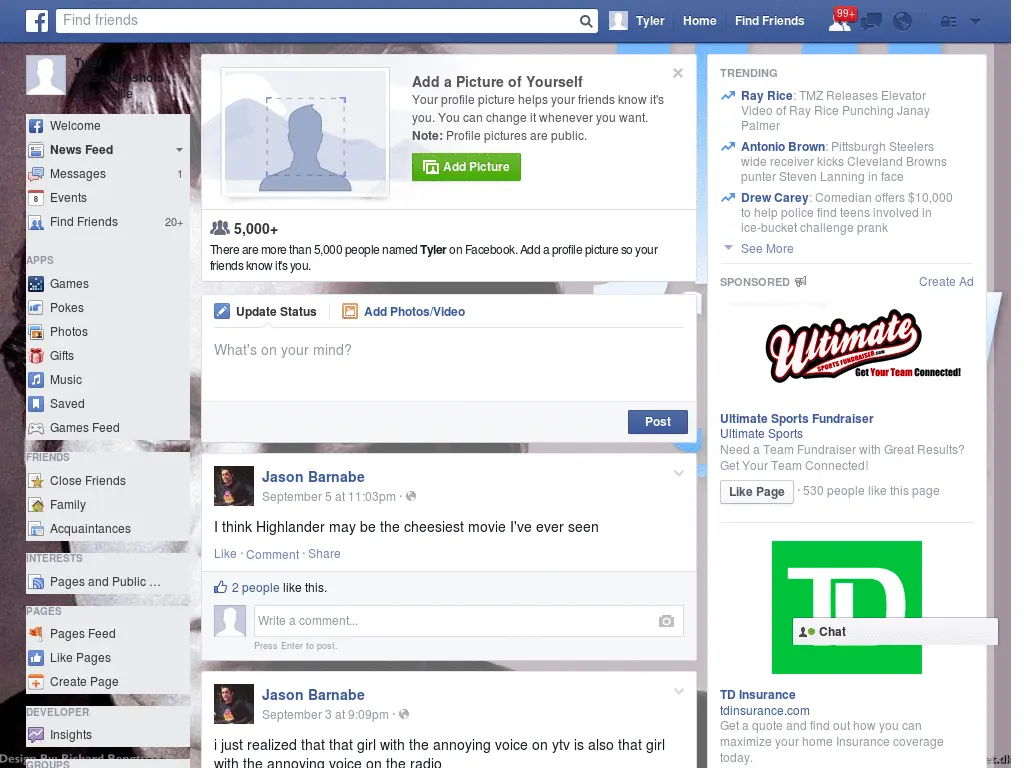 Find friends
Tyler
Home
Find Friends
99+
Welcome
News Feed
Messages
1
Events
8
Find Friends
20+
APPS
Games
Pokes
Photos
Gifts
Music
Saved
Games Feed
FRIENDS
Close Friends
Family
Acquaintances
INTERESTS
Pages and Public ...
PAGES
Pages Feed
Like Pages
Create Page
DEVELOPER
Insights
GROUPS
Add a Picture of Yourself
Your profile picture helps your friends know it's
you. You can change it whenever you want.
Note: Profile pictures are public.
Add Picture
5,000+
There are more than 5,000 people named Tyler on Facebook. Add a profile picture so your
friends know it's you.
Update Status
Add Photos/Video
What's on your mind?
Post
Jason Barnabe
September 5 at 11:03pm ·
I think Highlander may be the cheesiest movie I've ever seen
Like · Comment · Share
2 people like this.
Write a comment...
Press Enter to post.
Jason Barnabe
September 3 at 9:09pm ·
i just realized that that girl with the annoying voice on ytv is also that girl
with the annoying voice on the radio
TRENDING
Ray Rice: TMZ Releases Elevator
Video of Ray Rice Punching Janay
Palmer
Antonio Brown: Pittsburgh Steelers
wide receiver kicks Cleveland Browns
punter Steven Lanning in face
Drew Carey: Comedian offers $10,000
to help police find teens involved in
ice-bucket challenge prank
See More
SPONSORED
Create Ad
Ultimate
SPORTS FUNDRAISER.com
Get Your Team Connected!
Ultimate Sports Fundraiser
Ultimate Sports
Need a Team Fundraiser with Great Results?
Get Your Team Connected!
Like Page
· 530 people like this page
TD
Chat
TD Insurance
tdinsurance.com
Get a quote and find out how you can
maximize your home Insurance coverage
today.